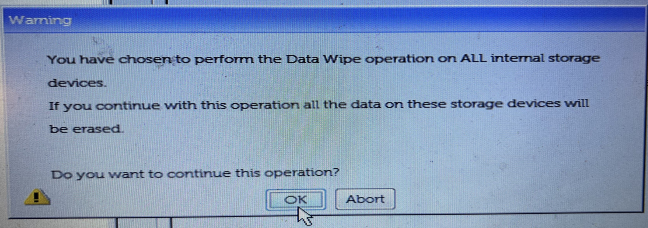 Warning
You have chosen to perform the Data Wipe operation on ALL internal storage
devices.
If you continue with this operation all the data on these storage devices will
be erased.
Do you want to continue this operation?
OK Abort